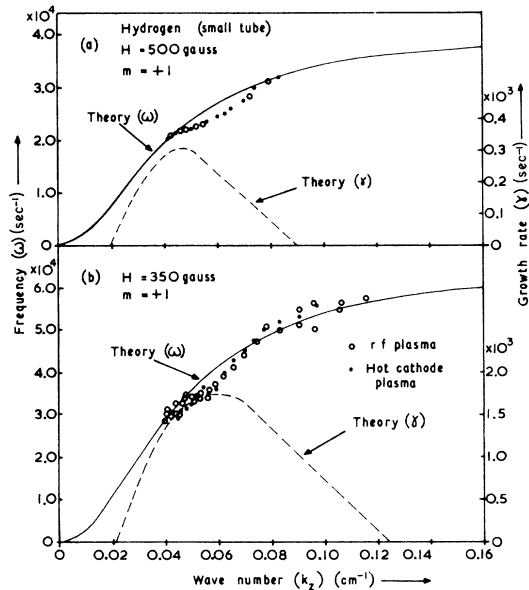 x10⁴
4.0
3.0
2.0
1.0
0
(a)
Hydrogen (small tube)
H = 500 gauss
m = +1
Theory (ω)
Theory (γ)
x10³
0.4
0.3
0.2
0.1
0
Frequency (ω) (sec⁻¹)
Growth rate (γ) (sec⁻¹)
x10⁴
6.0
5.0
4.0
3.0
2.0
1.0
0
(b)
H = 350 gauss
m = +1
Theory (ω)
Theory (γ)
r f plasma
Hot cathode
plasma
x10³
2.0
1.5
1.0
0.5
0
0 0.02 0.04 0.06 0.08 0.10 0.12 0.14 0.16
Wave number (k_z) (cm⁻¹)